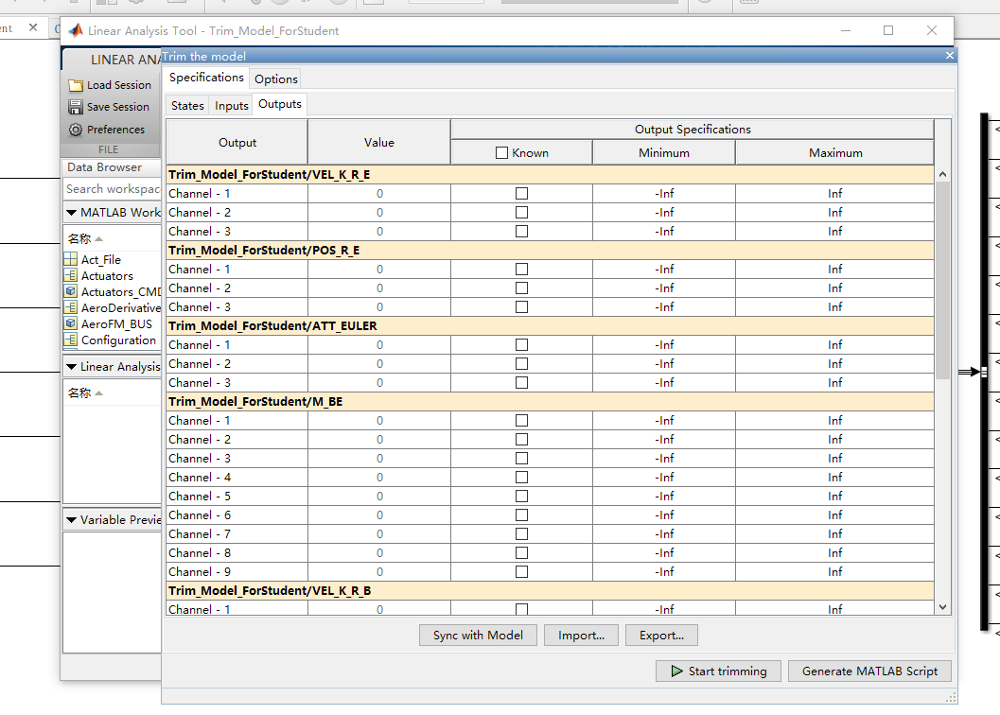 ent
Linear Analysis Tool - Trim_Model_ForStudent
LINEAR ANA
Trim the model
Specifications Options
Load Session
Save Session
Preferences
FILE
States Inputs Outputs
Data Browser
Search workspac
MATLAB Work
名称
Act_File
Actuators
Actuators_CMD
AeroDerivative
AeroFM_BUS
Configuration
Linear Analysis
名称
Variable Previe
Output Value Output Specifications
Known Minimum Maximum
Trim_Model_ForStudent/VEL_K_R_E
Channel - 1 0 -Inf Inf
Channel - 2 0 -Inf Inf
Channel - 3 0 -Inf Inf
Trim_Model_ForStudent/POS_R_E
Channel - 1 0 -Inf Inf
Channel - 2 0 -Inf Inf
Channel - 3 0 -Inf Inf
Trim_Model_ForStudent/ATT_EULER
Channel - 1 0 -Inf Inf
Channel - 2 0 -Inf Inf
Channel - 3 0 -Inf Inf
Trim_Model_ForStudent/M_BE
Channel - 1 0 -Inf Inf
Channel - 2 0 -Inf Inf
Channel - 3 0 -Inf Inf
Channel - 4 0 -Inf Inf
Channel - 5 0 -Inf Inf
Channel - 6 0 -Inf Inf
Channel - 7 0 -Inf Inf
Channel - 8 0 -Inf Inf
Channel - 9 0 -Inf Inf
Trim_Model_ForStudent/VEL_K_R_B
Channel - 1 0 -Inf Inf
Sync with Model Import... Export...
Start trimming Generate MATLAB Script